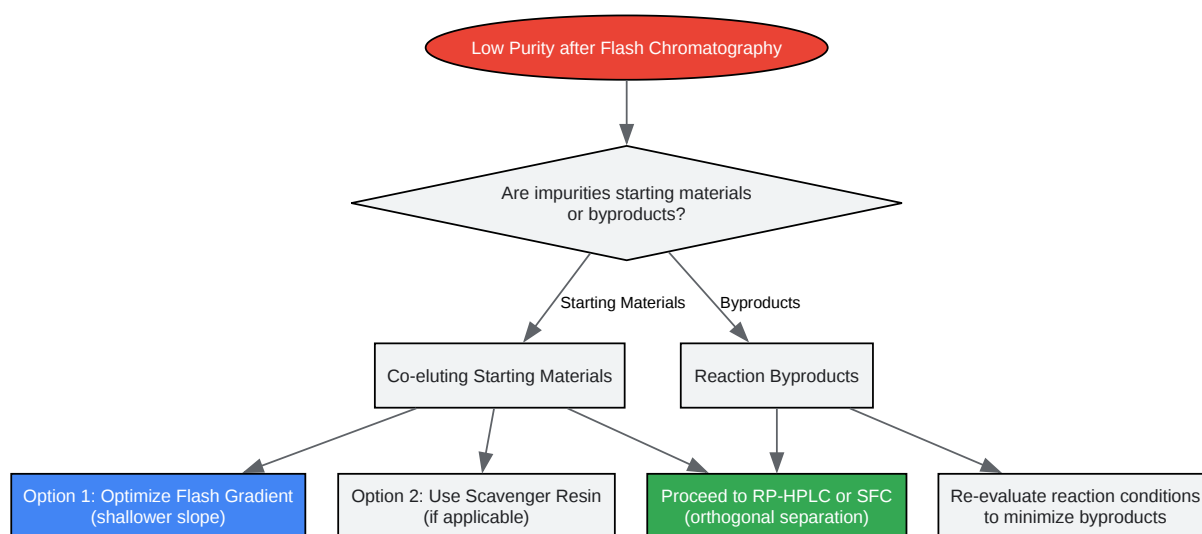 Low Purity after Flash Chromatography
Are impurities starting materials
or byproducts?
Starting Materials
Byproducts
Co-eluting Starting Materials
Reaction Byproducts
Option 1: Optimize Flash Gradient
(shallower slope)
Option 2: Use Scavenger Resin
(if applicable)
Proceed to RP-HPLC or SFC
(orthogonal separation)
Re-evaluate reaction conditions
to minimize byproducts